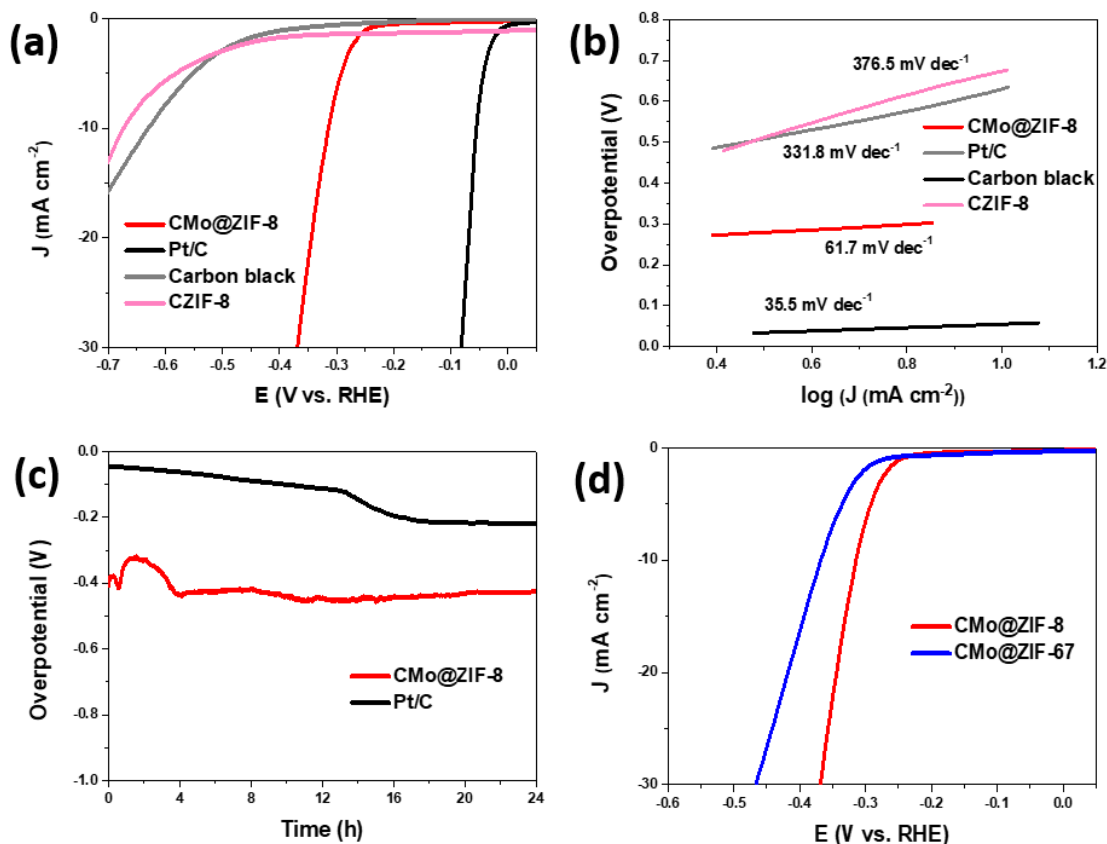 (a)
0
-10
-20
-30
J (mA cm-2)
CMo@ZIF-8
Pt/C
Carbon black
CZIF-8
-0.7 -0.6 -0.5 -0.4 -0.3 -0.2 -0.1 0.0
E (V vs. RHE)
(b)
0.8
0.7
0.6
0.5
0.4
0.3
0.2
0.1
0.0
Overpotential (V)
376.5 mV dec-1
331.8 mV dec-1
61.7 mV dec-1
35.5 mV dec-1
CMo@ZIF-8
Pt/C
Carbon black
CZIF-8
0.4 0.6 0.8 1.0 1.2
log (J (mA cm-2))
(c)
0.0
-0.2
-0.4
-0.6
-0.8
-1.0
Overpotential (V)
CMo@ZIF-8
Pt/C
0 4 8 12 16 20 24
Time (h)
(d)
0
-10
-20
-30
J (mA cm-2)
CMo@ZIF-8
CMo@ZIF-67
-0.6 -0.5 -0.4 -0.3 -0.2 -0.1 0.0
E (V vs. RHE)